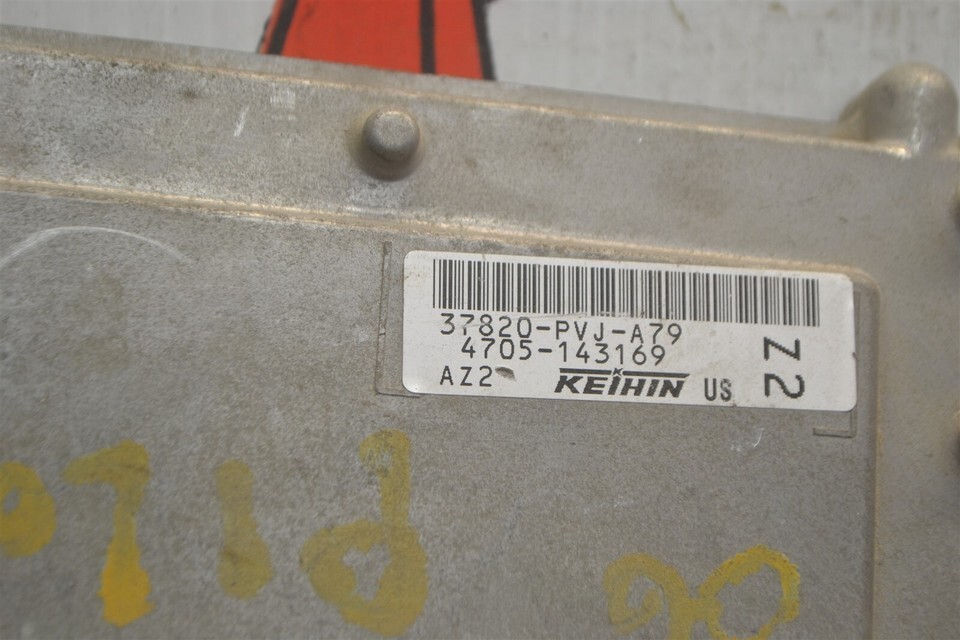 37820-PVJ-A79
4705-143169
AZ2 KEIHIN US
Z2